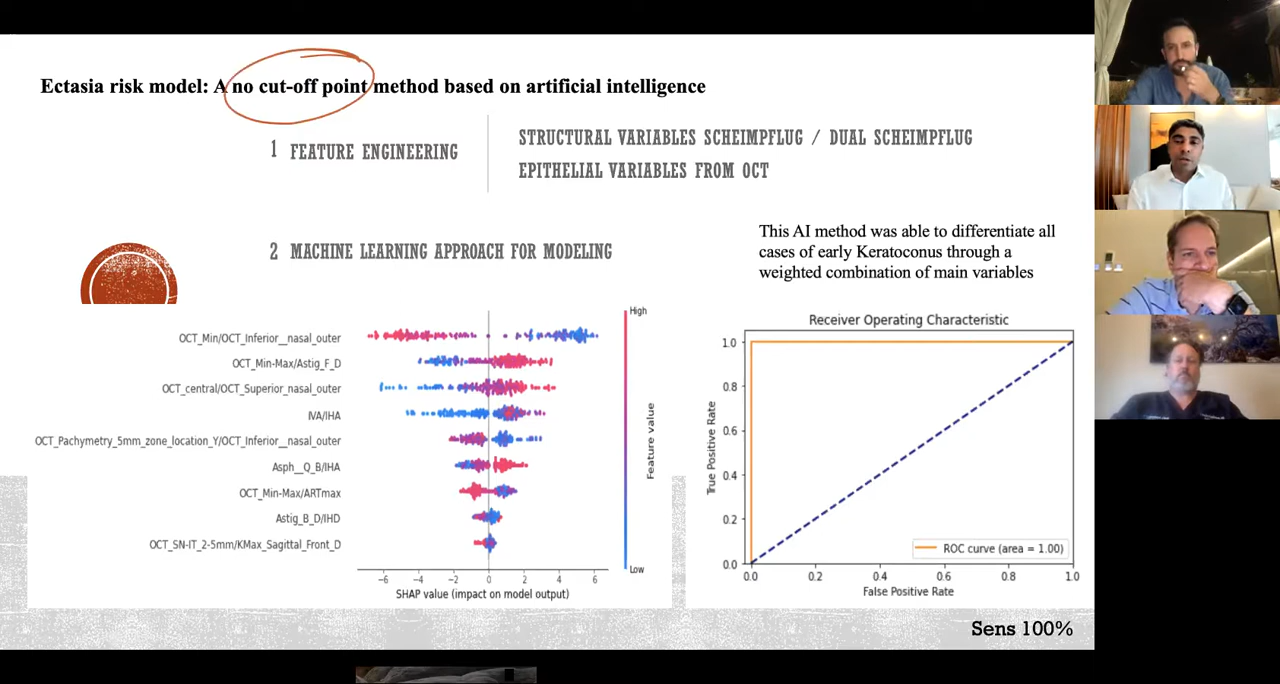 Ectasia risk model: A no cut-off point method based on artificial intelligence
1 FEATURE ENGINEERING
STRUCTURAL VARIABLES SCHEIMPFLUG / DUAL SCHEIMPFLUG
EPITHELIAL VARIABLES FROM OCT
2 MACHINE LEARNING APPROACH FOR MODELING
This AI method was able to differentiate all
cases of early Keratoconus through a
weighted combination of main variables
High
OCT_Min/OCT_Inferior__nasal_outer
OCT_Min-Max/Astig_F_D
OCT_central/OCT_Superior_nasal_outer
IVA/IHA
OCT_Pachymetry_5mm_zone_location_Y/OCT_Inferior__nasal_outer
Asph__Q_B/IHA
OCT_Min-Max/ARTmax
Astig_B_D/IHD
OCT_SN-IT_2-5mm/KMax_Sagittal_Front_D
Feature value
Low
−6 −4 −2 0 2 4 6
SHAP value (impact on model output)
Receiver Operating Characteristic
True Positive Rate
1.0
0.8
0.6
0.4
0.2
0.0
ROC curve (area = 1.00)
0.0 0.2 0.4 0.6 0.8 1.0
False Positive Rate
Sens 100%